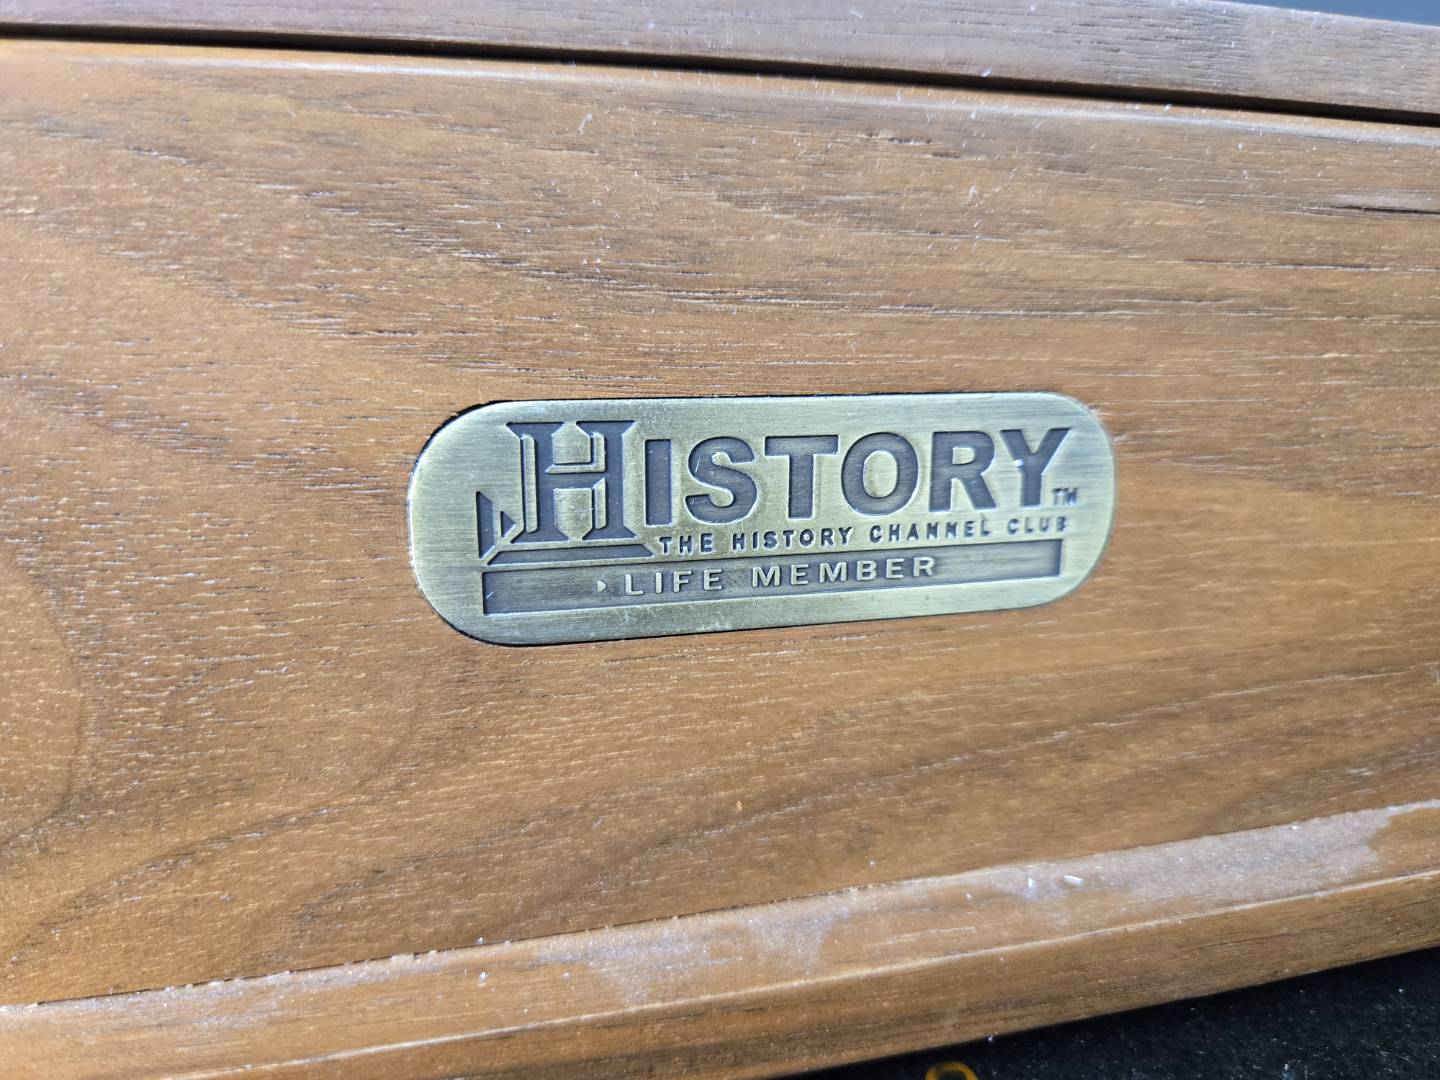 HISTORY™
THE HISTORY CHANNEL CLUB
LIFE MEMBER